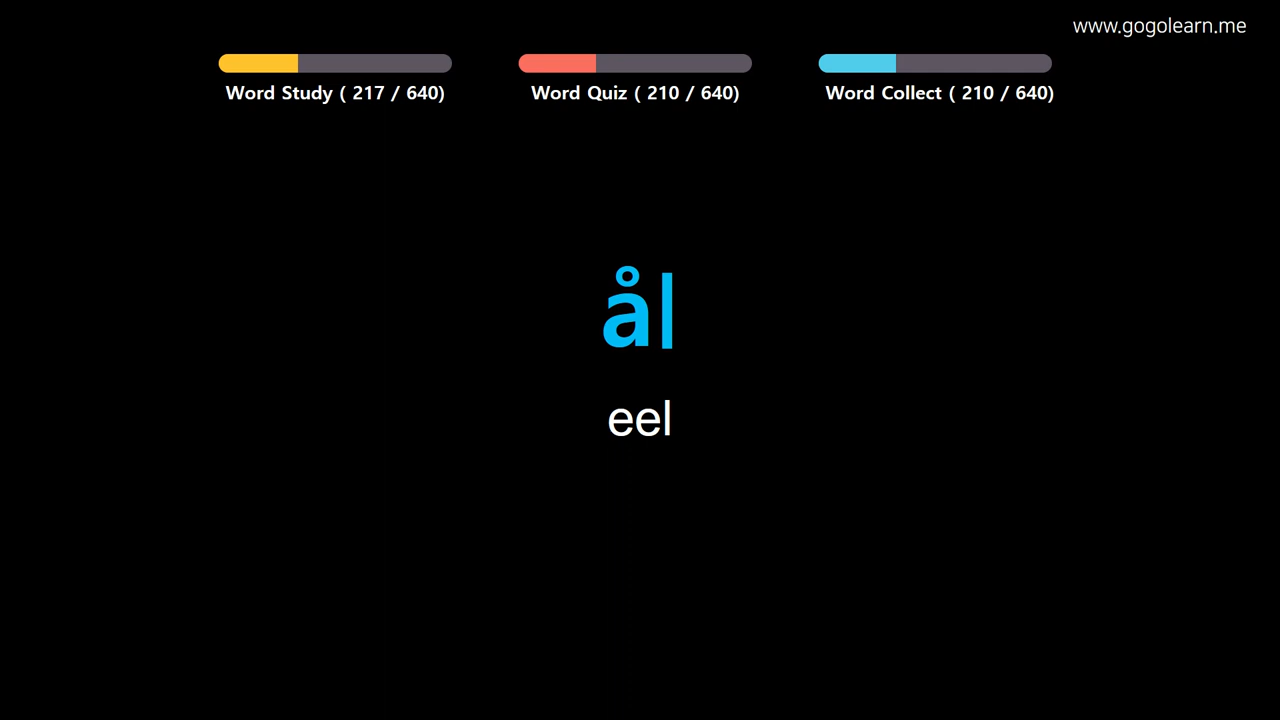 www.gogolearn.me
Word Study ( 217 / 640)
Word Quiz ( 210 / 640)
Word Collect ( 210 / 640)
ål
eel